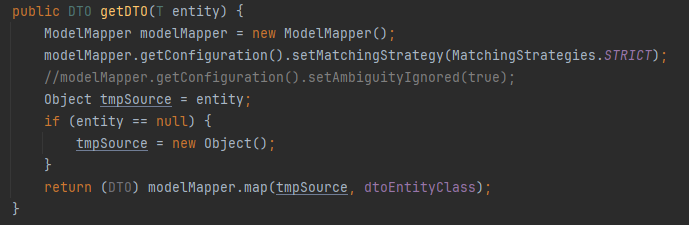 public DTO getDTO(T entity) {
    ModelMapper modelMapper = new ModelMapper();
    modelMapper.getConfiguration().setMatchingStrategy(MatchingStrategies.STRICT);
    //modelMapper.getConfiguration().setAmbiguityIgnored(true);
    Object tmpSource = entity;
    if (entity == null) {
        tmpSource = new Object();
    }
    return (DTO) modelMapper.map(tmpSource, dtoEntityClass);
}